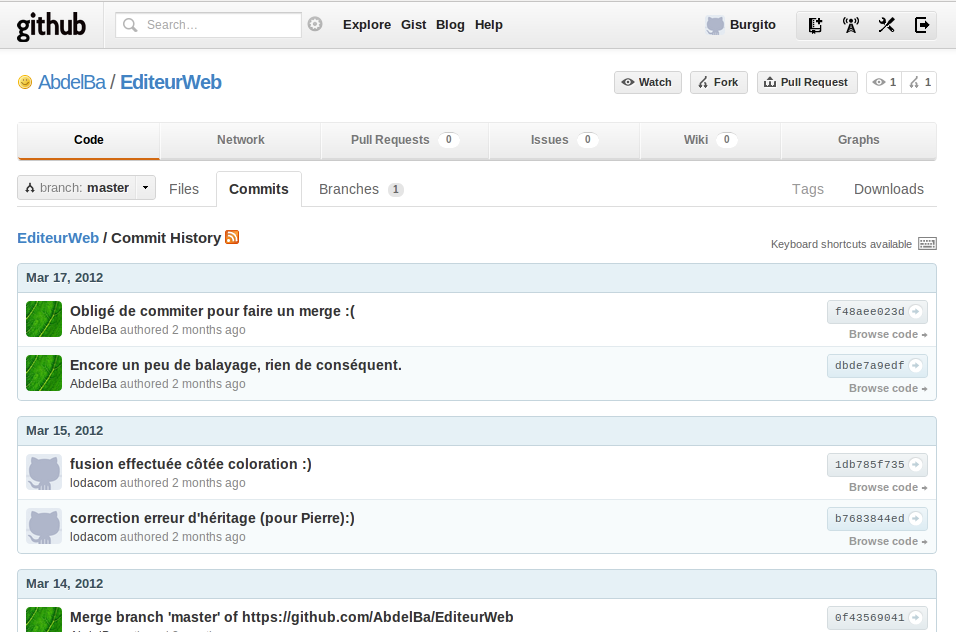 github
Search…
Explore Gist Blog Help
Burgito
AbdelBa / EditeurWeb
Watch Fork Pull Request 1 1
Code Network Pull Requests 0 Issues 0 Wiki 0 Graphs
branch: master Files Commits Branches 1 Tags Downloads
EditeurWeb / Commit History
Keyboard shortcuts available
Mar 17, 2012
Obligé de commiter pour faire un merge :(
f48aee023d
AbdelBa authored 2 months ago
Browse code
Encore un peu de balayage, rien de conséquent.
dbde7a9edf
AbdelBa authored 2 months ago
Browse code
Mar 15, 2012
fusion effectuée côtée coloration :)
1db785f735
lodacom authored 2 months ago
Browse code
correction erreur d'héritage (pour Pierre):)
b7683844ed
lodacom authored 2 months ago
Browse code
Mar 14, 2012
Merge branch 'master' of https://github.com/AbdelBa/EditeurWeb
0f43569041